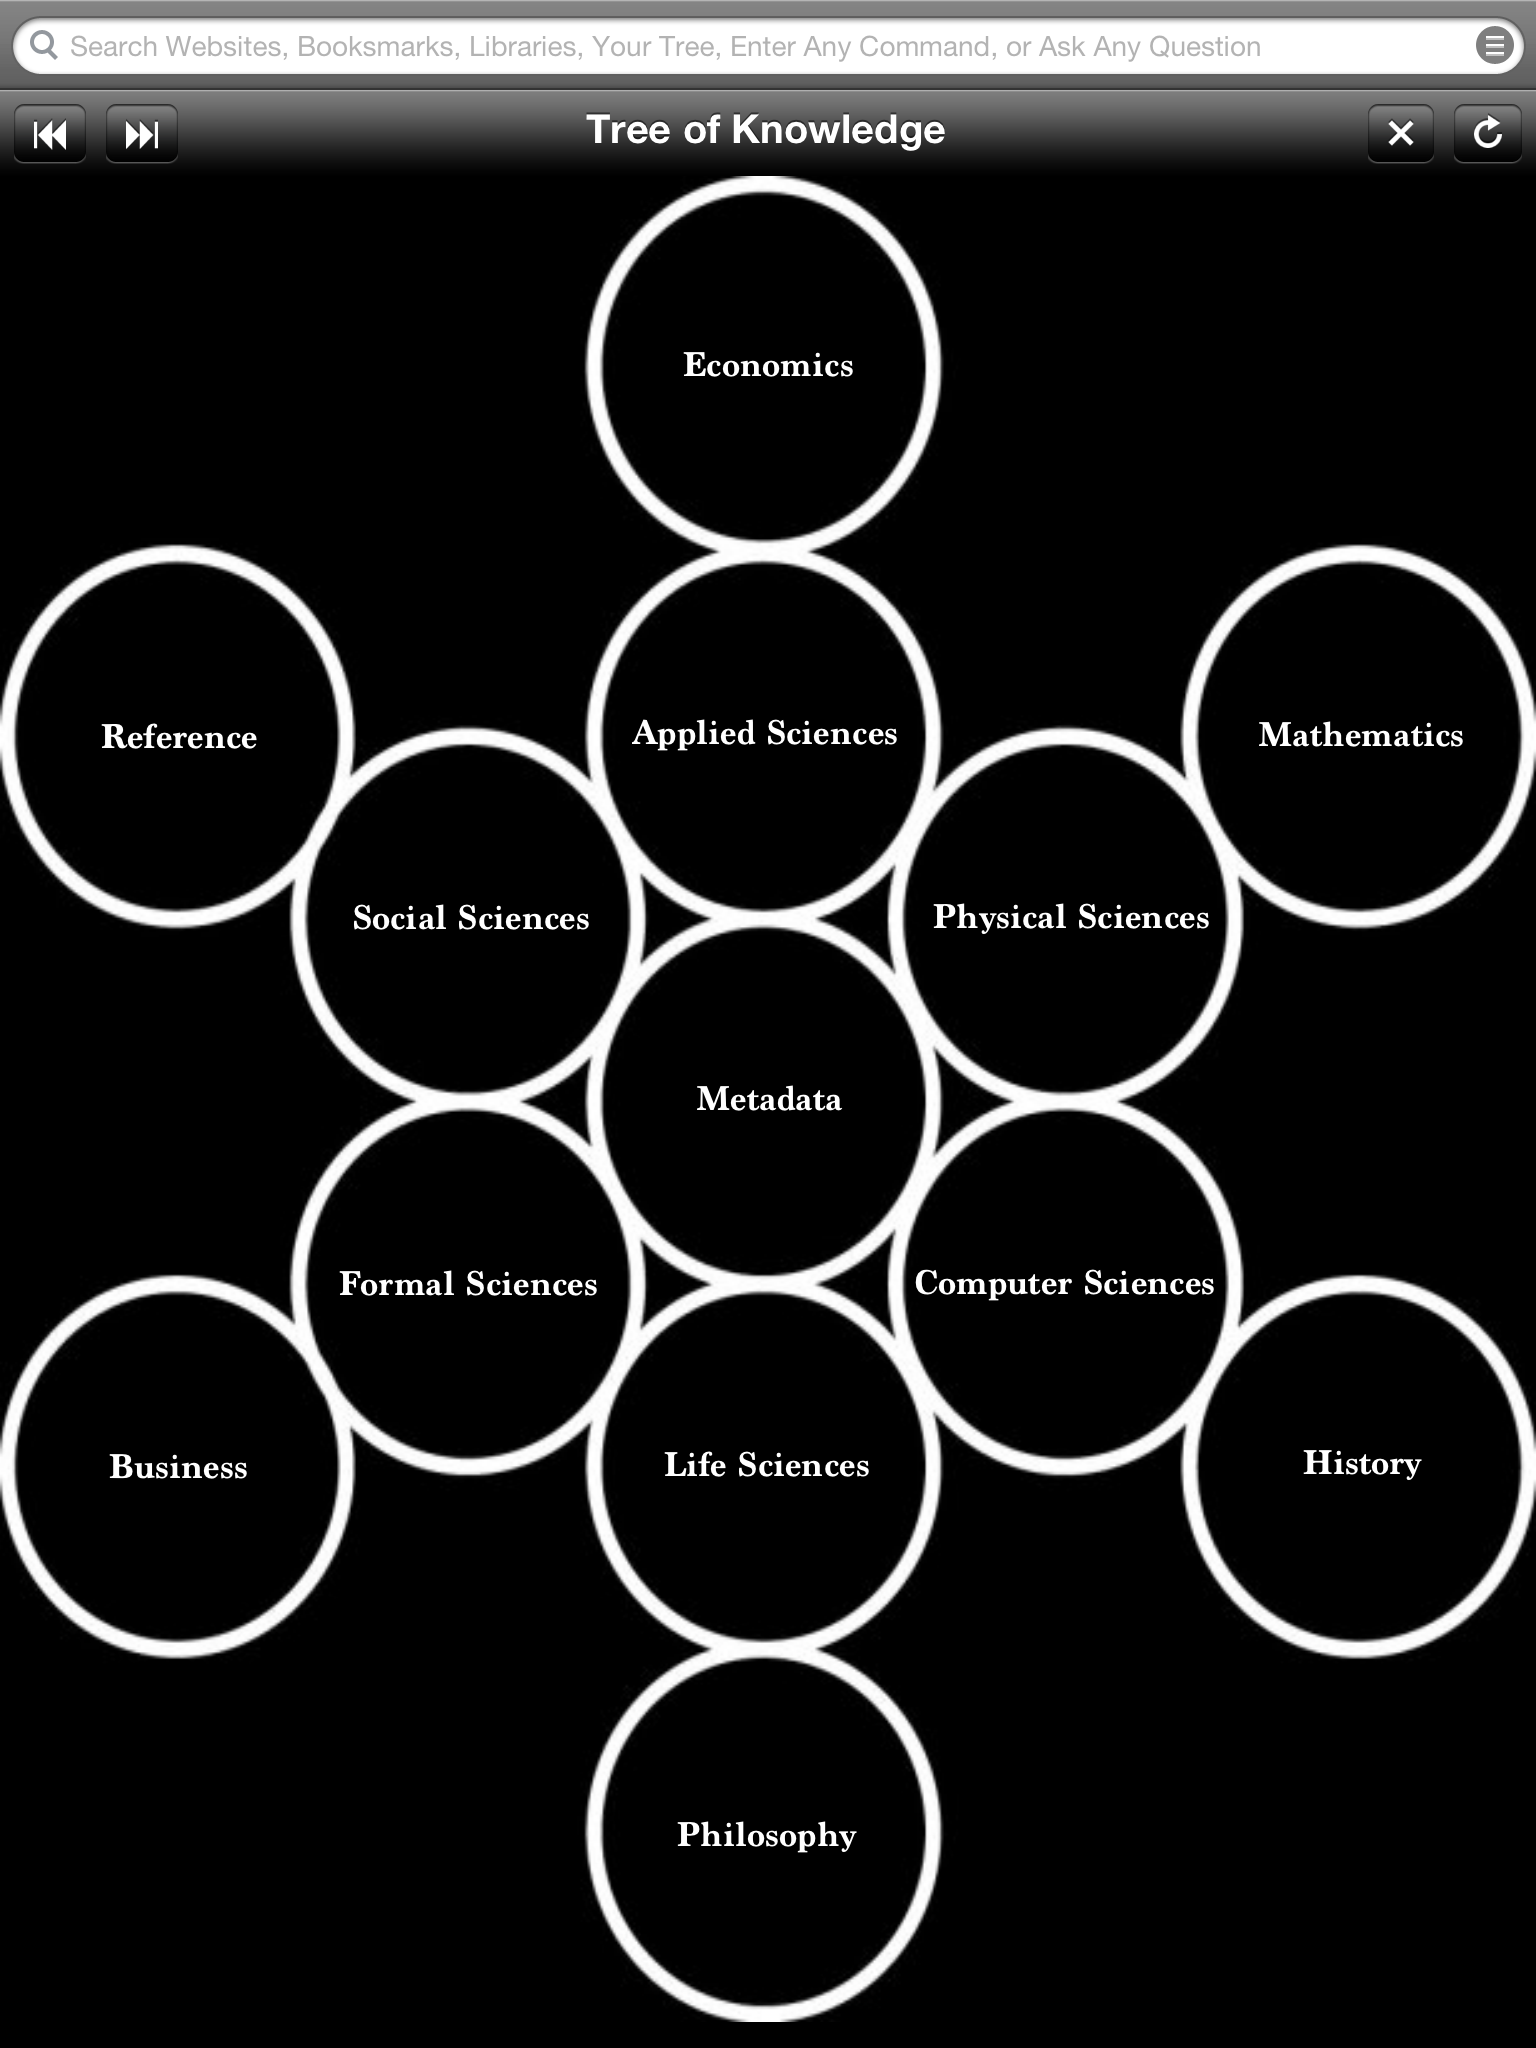 Search Websites, Booksmarks, Libraries, Your Tree, Enter Any Command, or Ask Any Question
Tree of Knowledge
Economics
Reference
Applied Sciences
Mathematics
Social Sciences
Physical Sciences
Metadata
Formal Sciences
Computer Sciences
Business
Life Sciences
History
Philosophy